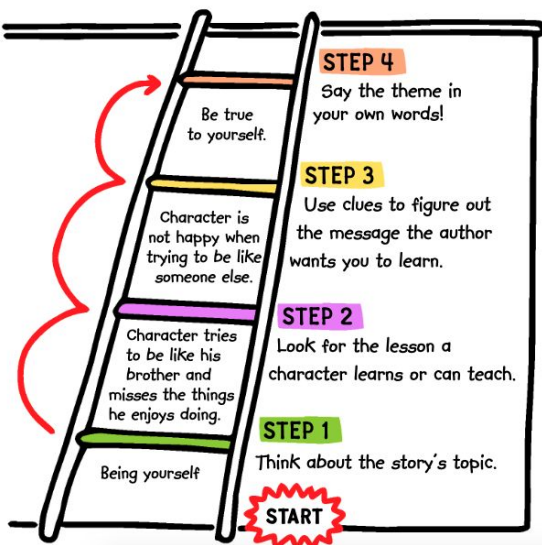 STEP 4
Say the theme in
your own words!
Be true
to yourself.
STEP 3
Use clues to figure out
the message the author
wants you to learn.
Character is
not happy when
trying to be like
someone else.
STEP 2
Look for the lesson a
character learns or can teach.
Character tries
to be like his
brother and
misses the things
he enjoys doing.
STEP 1
Think about the story's topic.
Being yourself
START